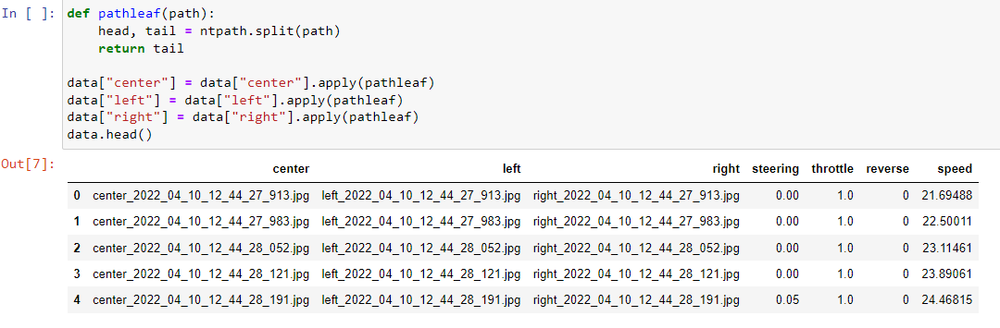 In [ ]: def pathleaf(path):
    head, tail = ntpath.split(path)
    return tail
data["center"] = data["center"].apply(pathleaf)
data["left"] = data["left"].apply(pathleaf)
data["right"] = data["right"].apply(pathleaf)
data.head()
Out[7]:
center left right steering throttle reverse speed
0 center_2022_04_10_12_44_27_913.jpg left_2022_04_10_12_44_27_913.jpg right_2022_04_10_12_44_27_913.jpg 0.00 1.0 0 21.69488
1 center_2022_04_10_12_44_27_983.jpg left_2022_04_10_12_44_27_983.jpg right_2022_04_10_12_44_27_983.jpg 0.00 1.0 0 22.50011
2 center_2022_04_10_12_44_28_052.jpg left_2022_04_10_12_44_28_052.jpg right_2022_04_10_12_44_28_052.jpg 0.00 1.0 0 23.11461
3 center_2022_04_10_12_44_28_121.jpg left_2022_04_10_12_44_28_121.jpg right_2022_04_10_12_44_28_121.jpg 0.00 1.0 0 23.89061
4 center_2022_04_10_12_44_28_191.jpg left_2022_04_10_12_44_28_191.jpg right_2022_04_10_12_44_28_191.jpg 0.05 1.0 0 24.46815